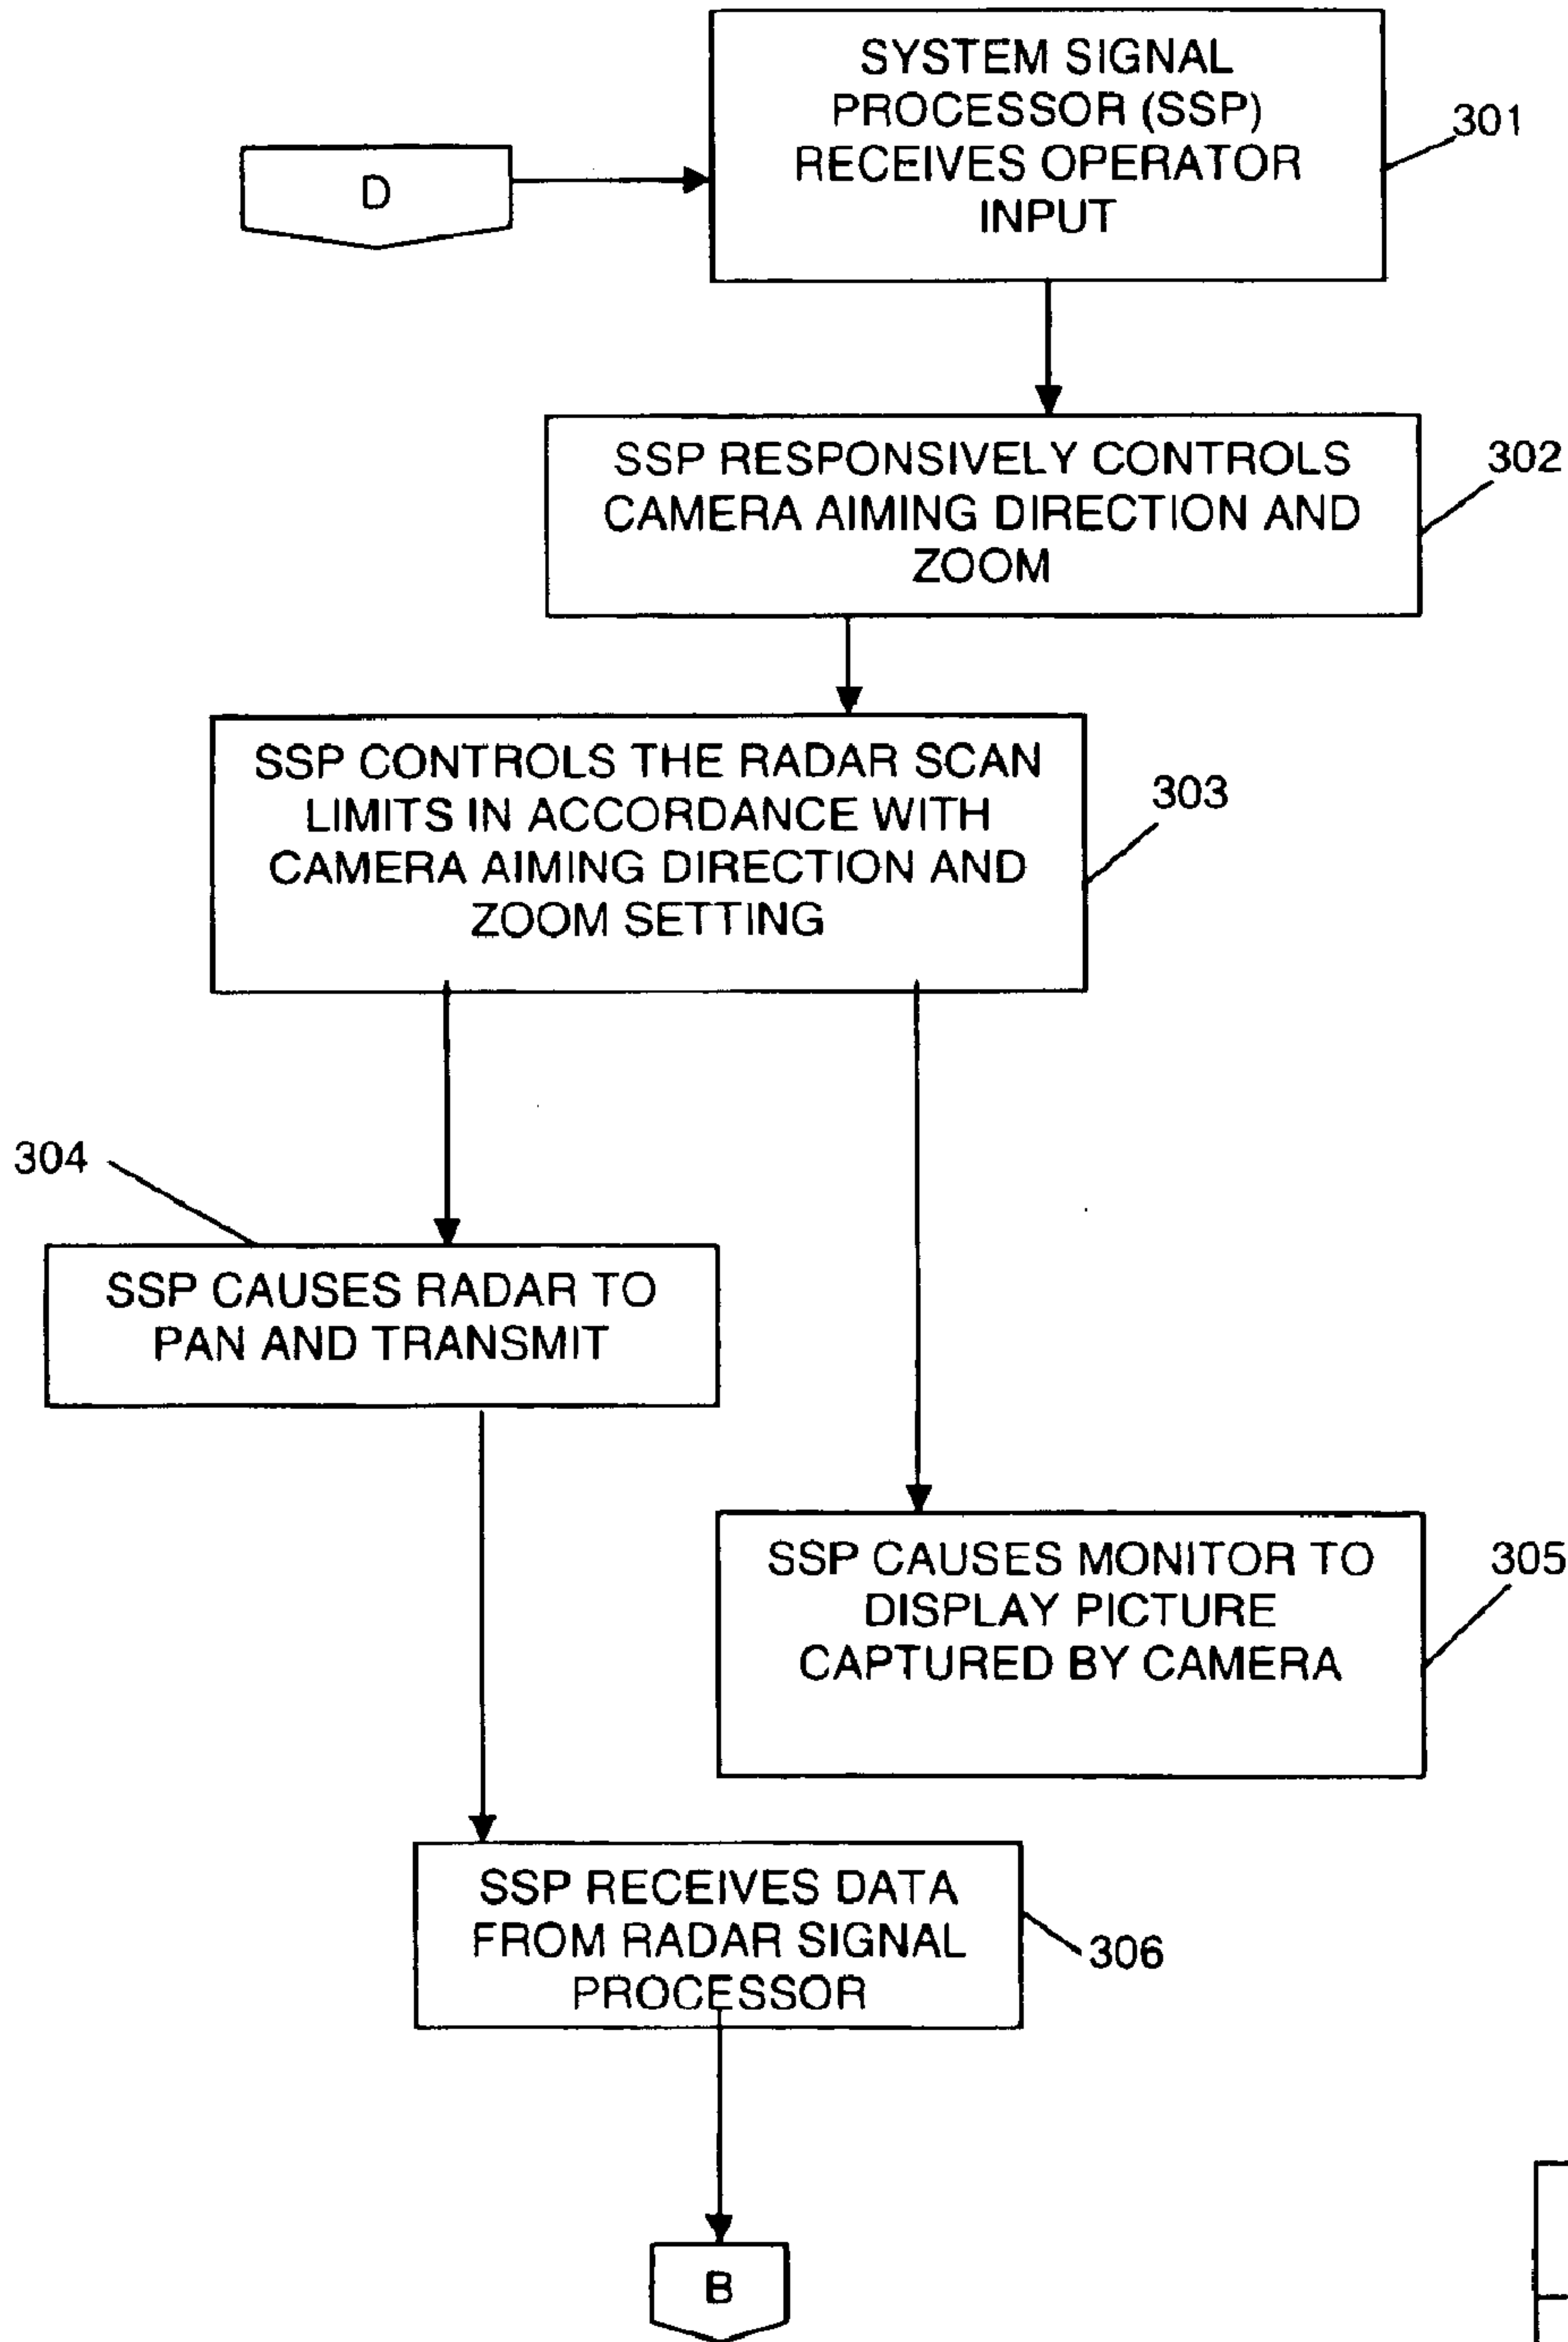 SYSTEM SIGNAL
PROCESSOR (SSP)
RECEIVES OPERATOR
INPUT
301
D
SSP RESPONSIVELY CONTROLS
CAMERA AIMING DIRECTION AND
ZOOM
302
SSP CONTROLS THE RADAR SCAN
LIMITS IN ACCORDANCE WITH
CAMERA AIMING DIRECTION AND
ZOOM SETTING
303
304
SSP CAUSES RADAR TO
PAN AND TRANSMIT
SSP CAUSES MONITOR TO
DISPLAY PICTURE
CAPTURED BY CAMERA
305
SSP RECEIVES DATA
FROM RADAR SIGNAL
PROCESSOR
306
B